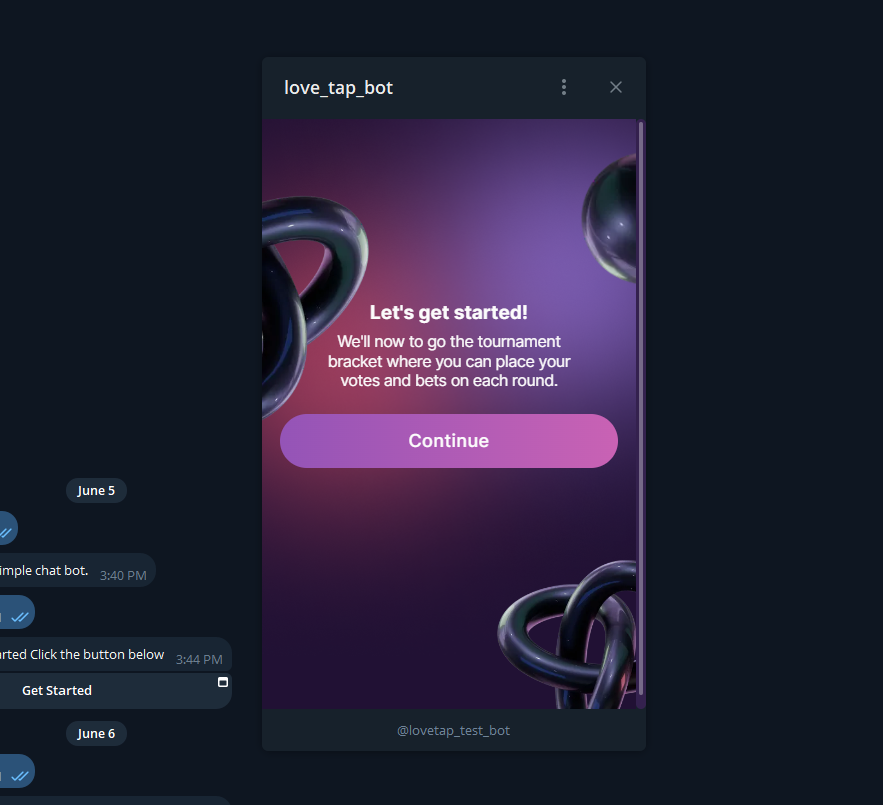 love_tap_bot
Let's get started!
We'll now to go the tournament
bracket where you can place your
votes and bets on each round.
Continue
@lovetap_test_bot
June 5
imple chat bot. 3:40 PM
arted Click the button below 3:44 PM
Get Started
June 6